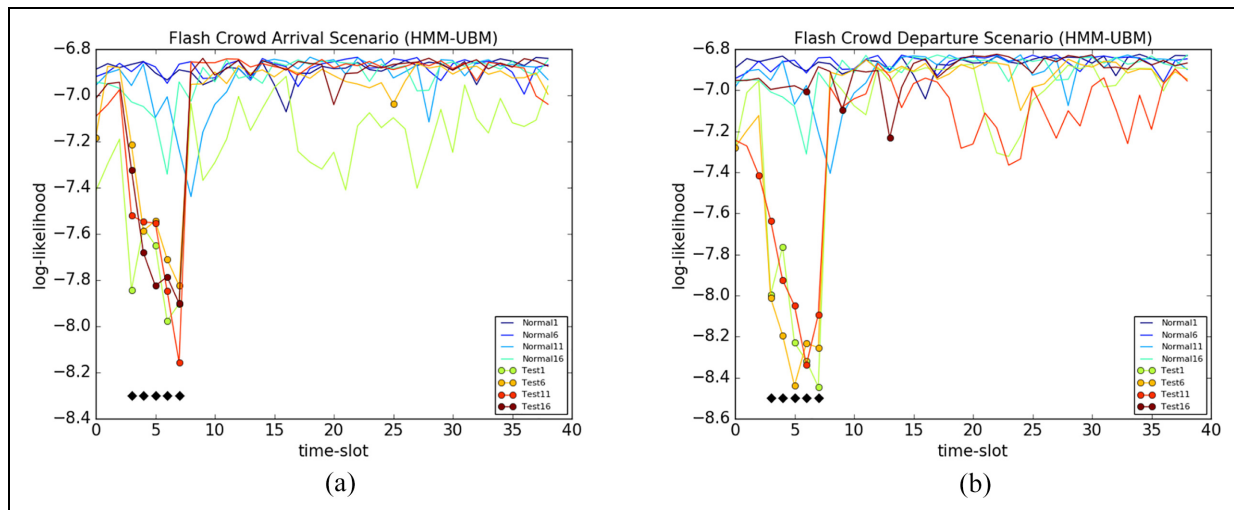 Flash Crowd Arrival Scenario (HMM-UBM)
−6.8
−7.0
−7.2
−7.4
−7.6
−7.8
−8.0
−8.2
−8.4
log-likelihood
0 5 10 15 20 25 30 35 40
time-slot
Normal1
Normal6
Normal11
Normal16
Test1
Test6
Test11
Test16
(a)
Flash Crowd Departure Scenario (HMM-UBM)
−6.8
−7.0
−7.2
−7.4
−7.6
−7.8
−8.0
−8.2
−8.4
−8.6
log-likelihood
0 5 10 15 20 25 30 35 40
time-slot
Normal1
Normal6
Normal11
Normal16
Test1
Test6
Test11
Test16
(b)